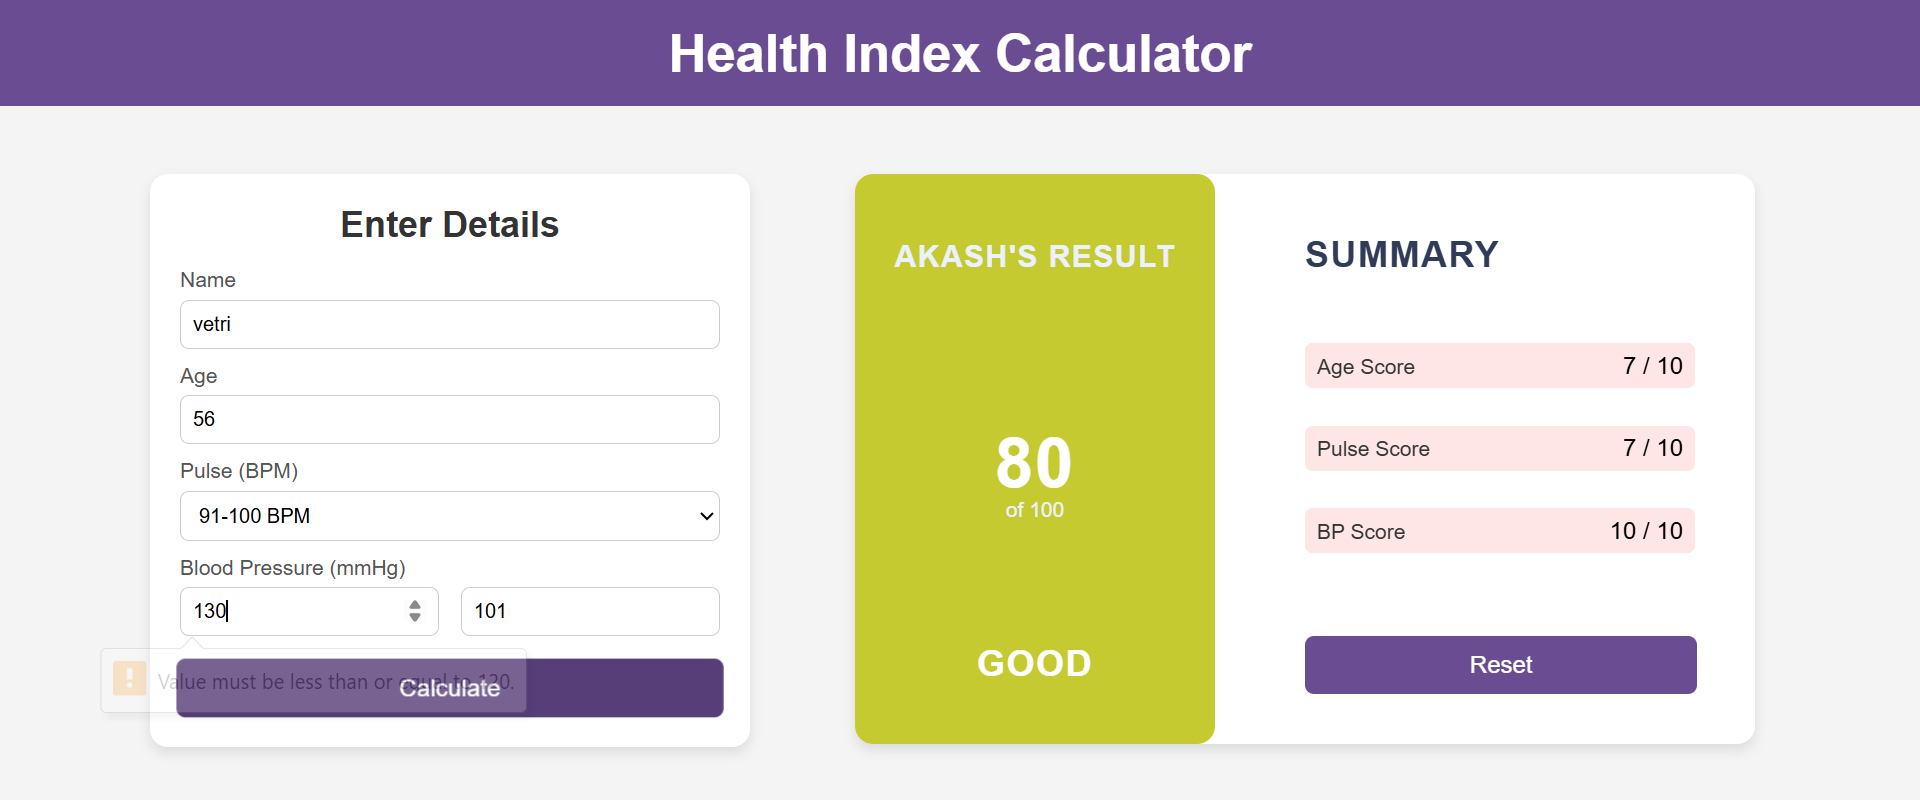 Health Index Calculator
Enter Details
Name
vetri
Age
56
Pulse (BPM)
91-100 BPM
Blood Pressure (mmHg)
130
101
Value must be less than or equal to 130.
Calculate
AKASH'S RESULT
80
of 100
GOOD
SUMMARY
Age Score 7 / 10
Pulse Score 7 / 10
BP Score 10 / 10
Reset